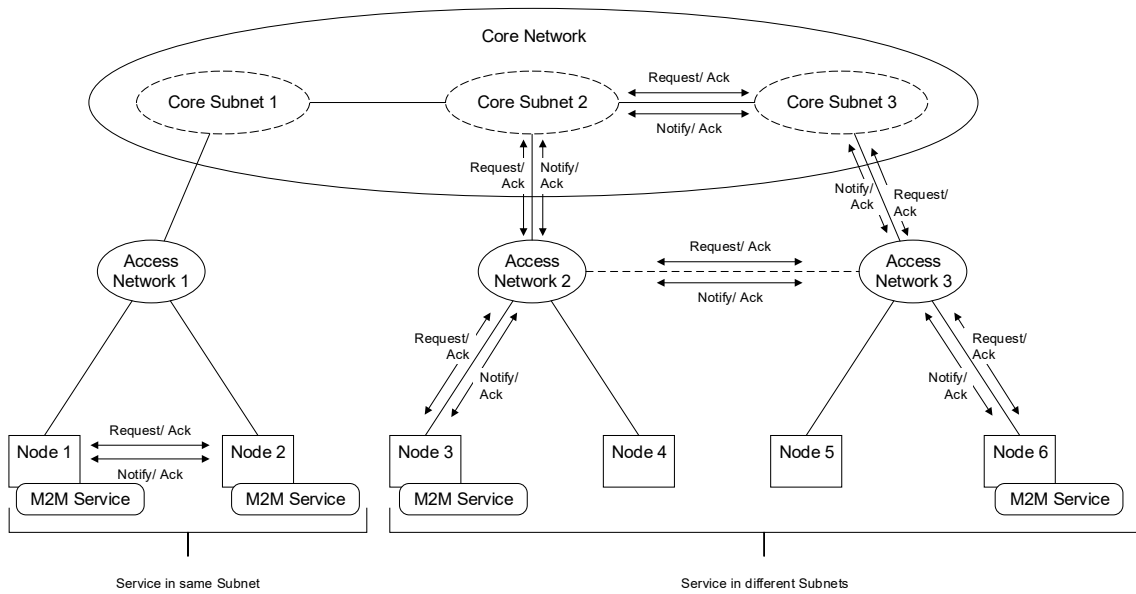 Core Network
Request/ Ack
Core Subnet 1
Core Subnet 2
Core Subnet 3
Notify/ Ack
Request/
Ack
Notify/
Ack
Notify/
Ack
Request/
Ack
Access
Network 1
Access
Network 2
Request/ Ack
Notify/ Ack
Access
Network 3
Request/
Ack
Notify/
Ack
Request/
Ack
Notify/
Ack
Node 1
Request/ Ack
Notify/ Ack
Node 2
Node 3
Node 4
Node 5
Node 6
M2M Service
M2M Service
M2M Service
M2M Service
Service in same Subnet
Service in different Subnets